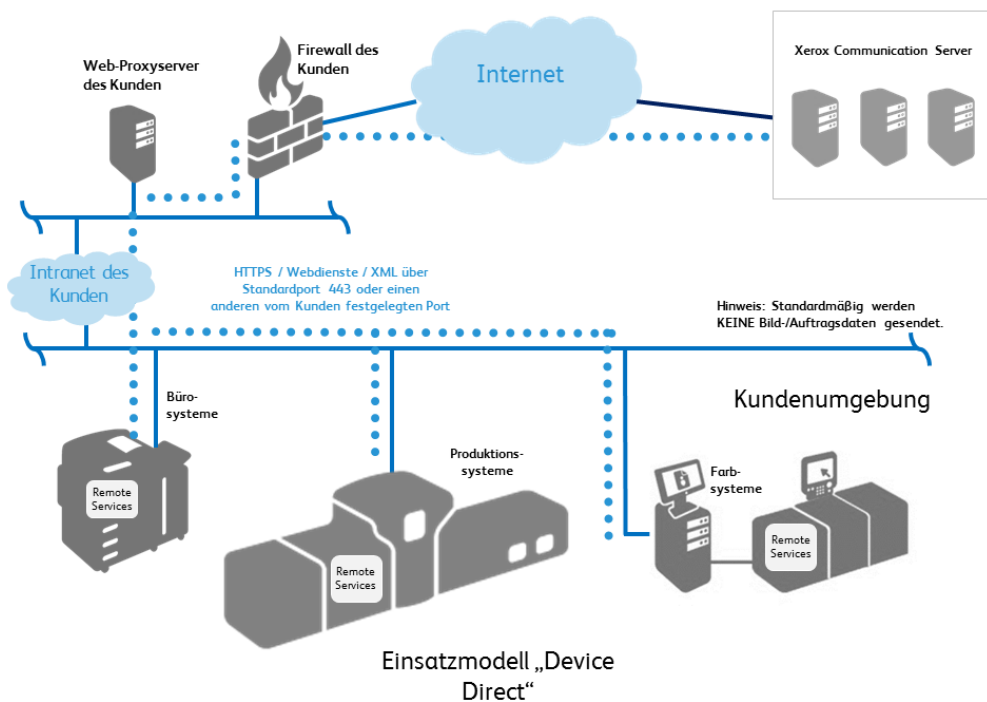 Web-Proxyserver
des Kunden
Firewall des
Kunden
Internet
Xerox Communication Server
Intranet des
Kunden
HTTPS / Webdienste / XML über
Standardport 443 oder einen
anderen vom Kunden festgelegten Port
Hinweis: Standardmäßig werden
KEINE Bild-/Auftragsdaten gesendet.
Kundenumgebung
Büro-
systeme
Remote
Services
Produktions-
systeme
Remote
Services
Farb-
systeme
Remote
Services
Einsatzmodell „Device
Direct“